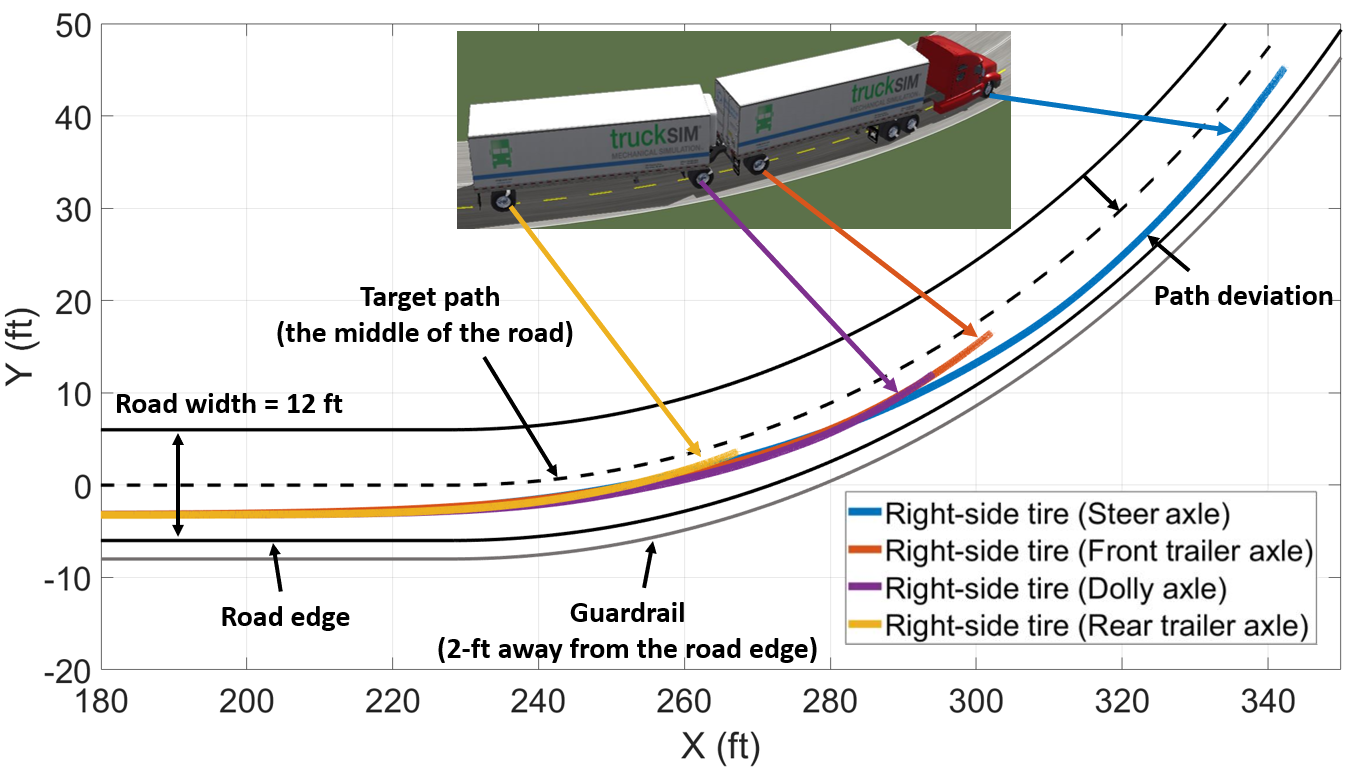 50
40
30
20
10
0
-10
-20
Y (ft)
180
200
220
240
260
280
300
320
340
X (ft)
truckSIM
MECHANICAL SIMULATION
truckSIM
MECHANICAL SIMULATION
Target path
(the middle of the road)
Path deviation
Road width = 12 ft
Road edge
Guardrail
(2-ft away from the road edge)
Right-side tire (Steer axle)
Right-side tire (Front trailer axle)
Right-side tire (Dolly axle)
Right-side tire (Rear trailer axle)